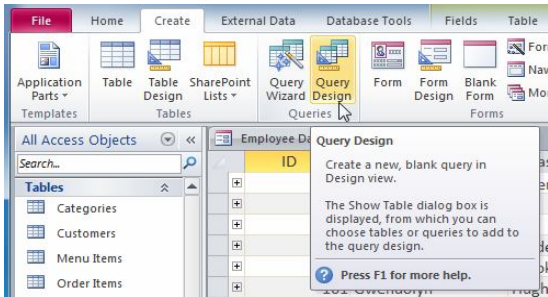 File Home Create External Data Database Tools Fields Table
Application Parts Table Table Design SharePoint Lists Query Wizard Query Design Form Form Design Blank Form
Templates Tables Queries Forms
All Access Objects
Search...
Tables
Categories
Customers
Menu Items
Order Items
ID
Query Design
Create a new, blank query in
Design view.
The Show Table dialog box is
displayed, from which you can
choose tables or queries to add to
the query design.
Press F1 for more help.